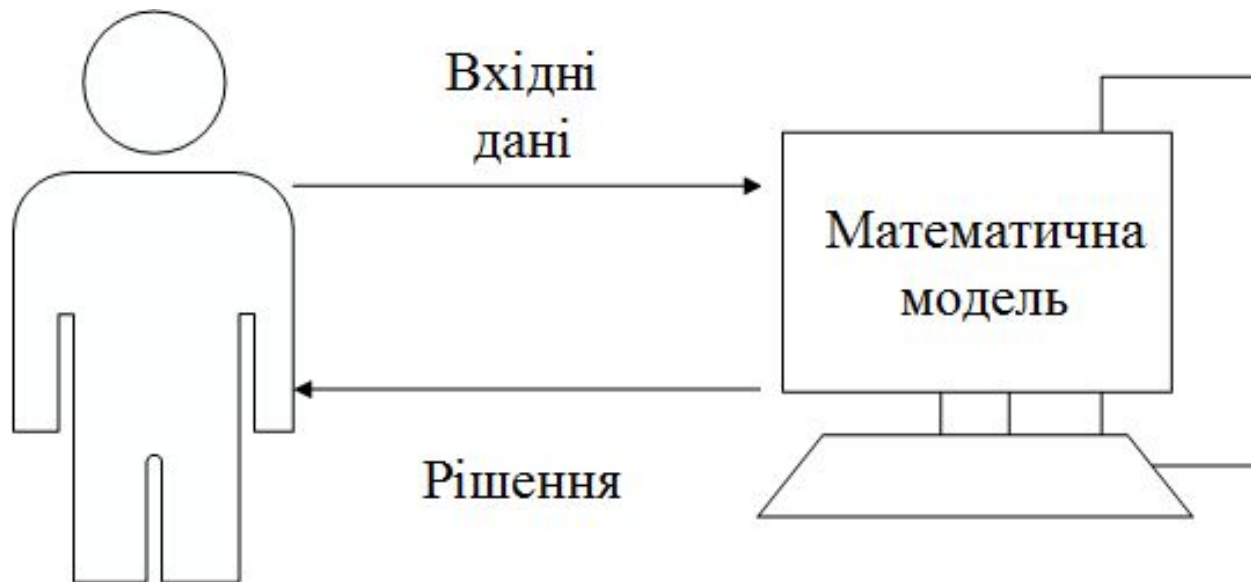 Вхідні
дані
Математична
модель
Рішення